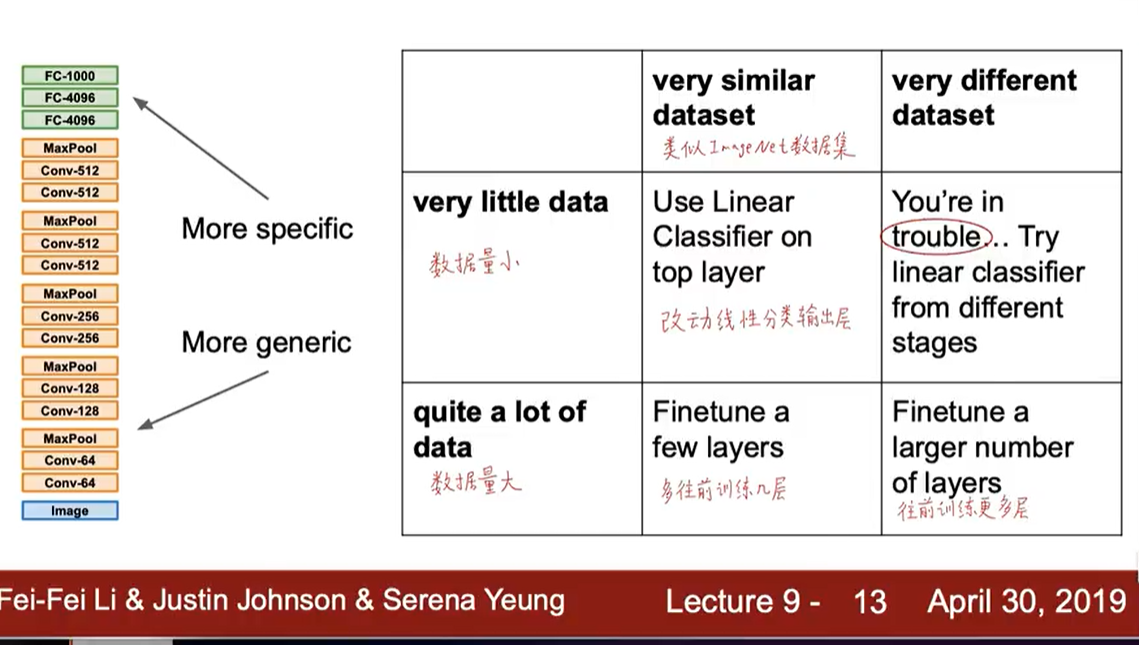 FC-1000
FC-4096
FC-4096
MaxPool
Conv-512
Conv-512
MaxPool
Conv-512
Conv-512
MaxPool
Conv-256
Conv-256
MaxPool
Conv-128
Conv-128
MaxPool
Conv-64
Conv-64
Image
More specific
More generic
very similar
dataset
类似ImageNet数据集
very different
dataset
very little data
数据量小
Use Linear
Classifier on
top layer
改动线性分类输出层
You’re in
trouble… Try
linear classifier
from different
stages
quite a lot of
data
数据量大
Finetune a
few layers
多往前训练几层
Finetune a
larger number
of layers
往前训练更多层
Fei-Fei Li & Justin Johnson & Serena Yeung
Lecture 9 - 13 April 30, 2019